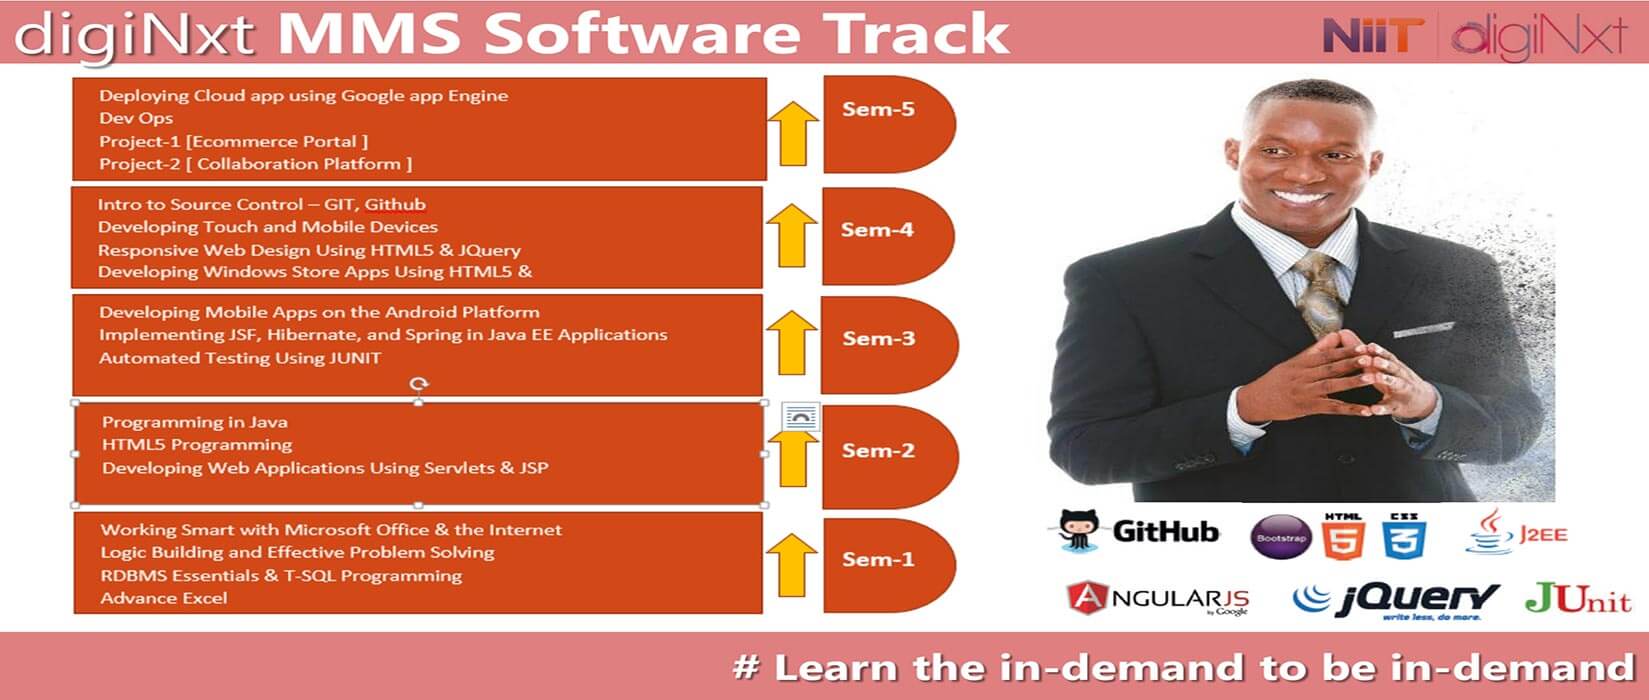 digiNxt MMS Software Track
NIIT digiNxt
Deploying Cloud app using Google app Engine
Dev Ops
Project-1 [Ecommerce Portal ]
Project-2 [ Collaboration Platform ]
Sem-5
Intro to Source Control – GIT, Github
Developing Touch and Mobile Devices
Responsive Web Design Using HTML5 & JQuery
Developing Windows Store Apps Using HTML5 &
Sem-4
Developing Mobile Apps on the Android Platform
Implementing JSF, Hibernate, and Spring in Java EE Applications
Automated Testing Using JUNIT
Sem-3
Programming in Java
HTML5 Programming
Developing Web Applications Using Servlets & JSP
Sem-2
Working Smart with Microsoft Office & the Internet
Logic Building and Effective Problem Solving
RDBMS Essentials & T-SQL Programming
Advance Excel
Sem-1
GitHub
Bootstrap
HTML
5
CSS
3
J2EE
ANGULARJS
by Google
jQuery
write less, do more.
JUnit
# Learn the in-demand to be in-demand